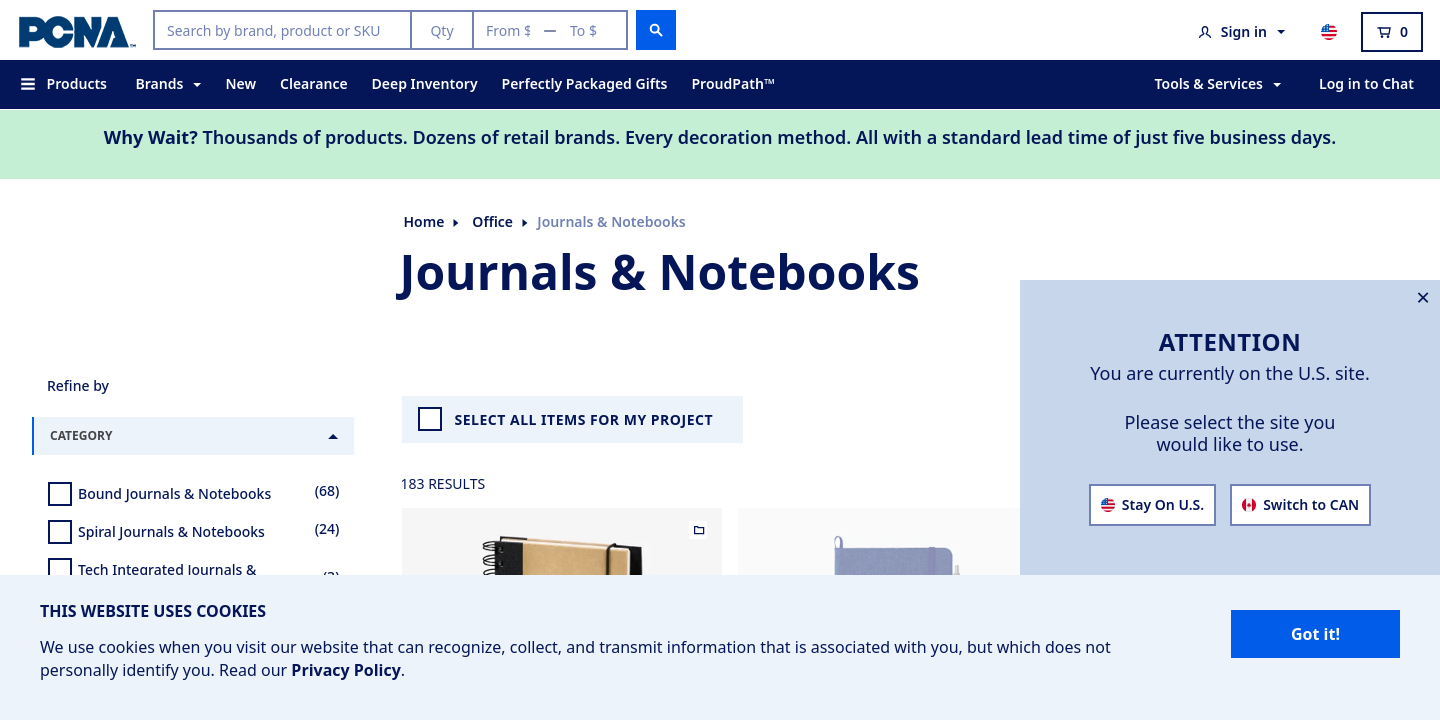 PCNA™
Search by brand, product or SKU
Qty
From $ — To $
Sign in
0
Products
Brands
New
Clearance
Deep Inventory
Perfectly Packaged Gifts
ProudPath™
Tools & Services
Log in to Chat
Why Wait? Thousands of products. Dozens of retail brands. Every decoration method. All with a standard lead time of just five business days.
Home
Office
Journals & Notebooks
Journals & Notebooks
Refine by
CATEGORY
Bound Journals & Notebooks (68)
Spiral Journals & Notebooks (24)
Tech Integrated Journals &
SELECT ALL ITEMS FOR MY PROJECT
183 RESULTS
ATTENTION
You are currently on the U.S. site.
Please select the site you
would like to use.
Stay On U.S.
Switch to CAN
THIS WEBSITE USES COOKIES
We use cookies when you visit our website that can recognize, collect, and transmit information that is associated with you, but which does not
personally identify you. Read our Privacy Policy.
Got it!